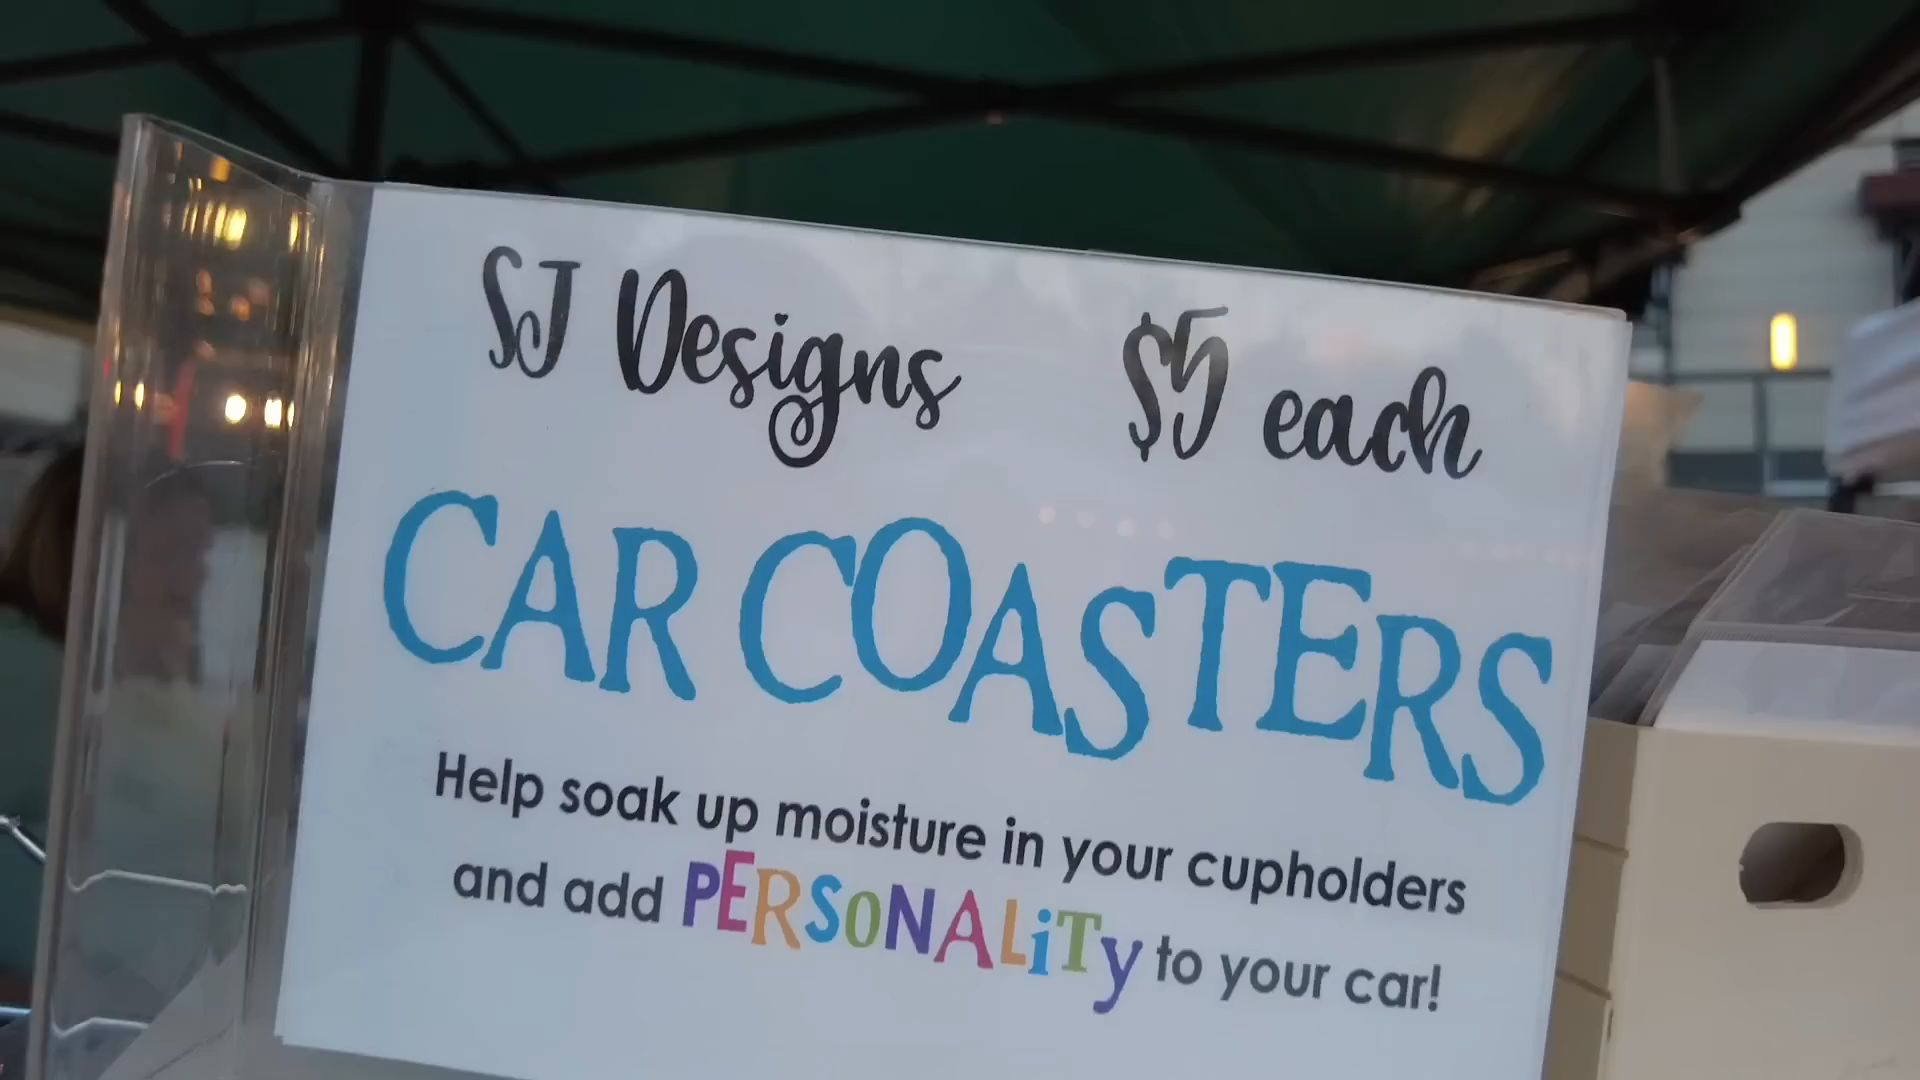 SJ Designs $5 each
CAR COASTERS
Help soak up moisture in your cupholders
and add PERSONALiTy to your car!